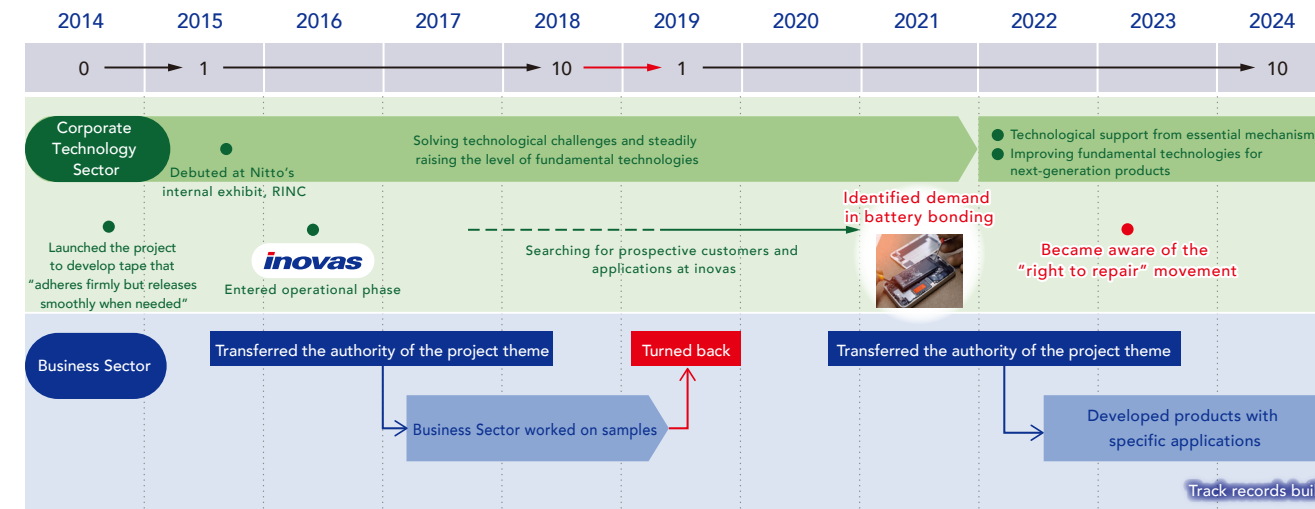 2014 2015 2016 2017 2018 2019 2020 2021 2022 2023 2024
0 1 10 1 10
Corporate
Technology
Sector
Debuted at Nitto's
internal exhibit, RINC
Solving technological challenges and steadily
raising the level of fundamental technologies
Technological support from essential mechanism
Improving fundamental technologies for
next-generation products
Launched the project
to develop tape that
"adheres firmly but releases
smoothly when needed"
inovas
Entered operational phase
Searching for prospective customers and
applications at inovas
Identified demand
in battery bonding
Became aware of the
"right to repair" movement
Business Sector
Transferred the authority of the project theme
Business Sector worked on samples
Turned back
Transferred the authority of the project theme
Developed products with
specific applications
Track records bui